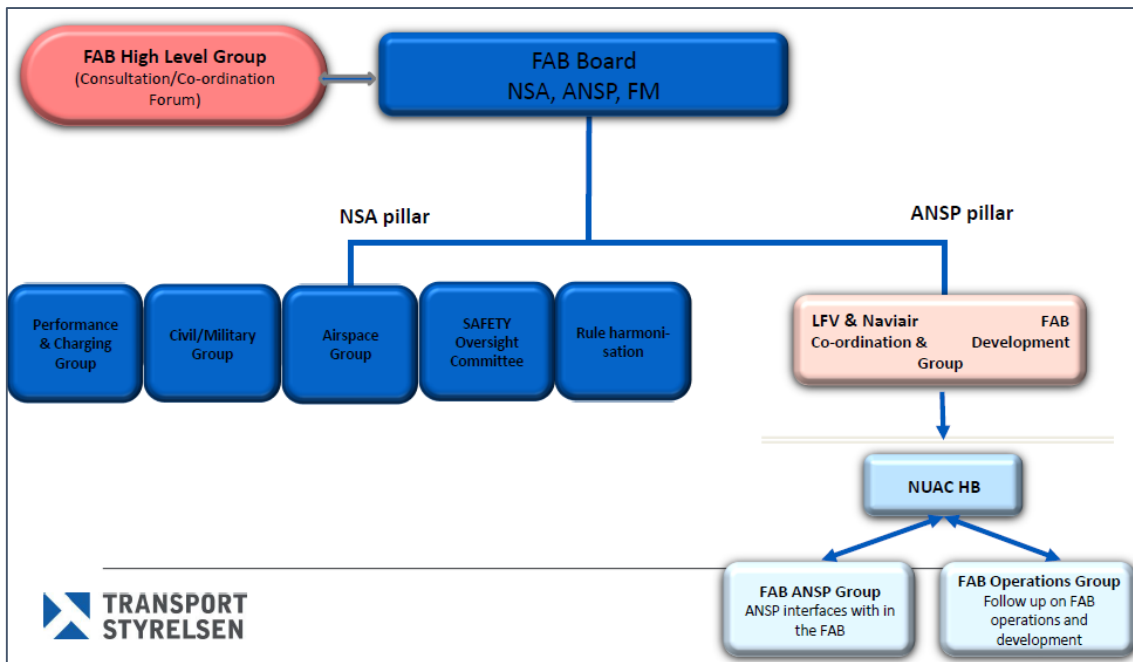 FAB High Level Group
(Consultation/Co-ordination
Forum)
FAB Board
NSA, ANSP, FM
NSA pillar
ANSP pillar
Performance
& Charging
Group
Civil/Military
Group
Airspace
Group
SAFETY
Oversight
Committee
Rule harmoni-
sation
LFV & Naviair FAB
Co-ordination & Development
Group
NUAC HB
FAB ANSP Group
ANSP interfaces with in
the FAB
FAB Operations Group
Follow up on FAB
operations and
development
TRANSPORT
STYRELSEN